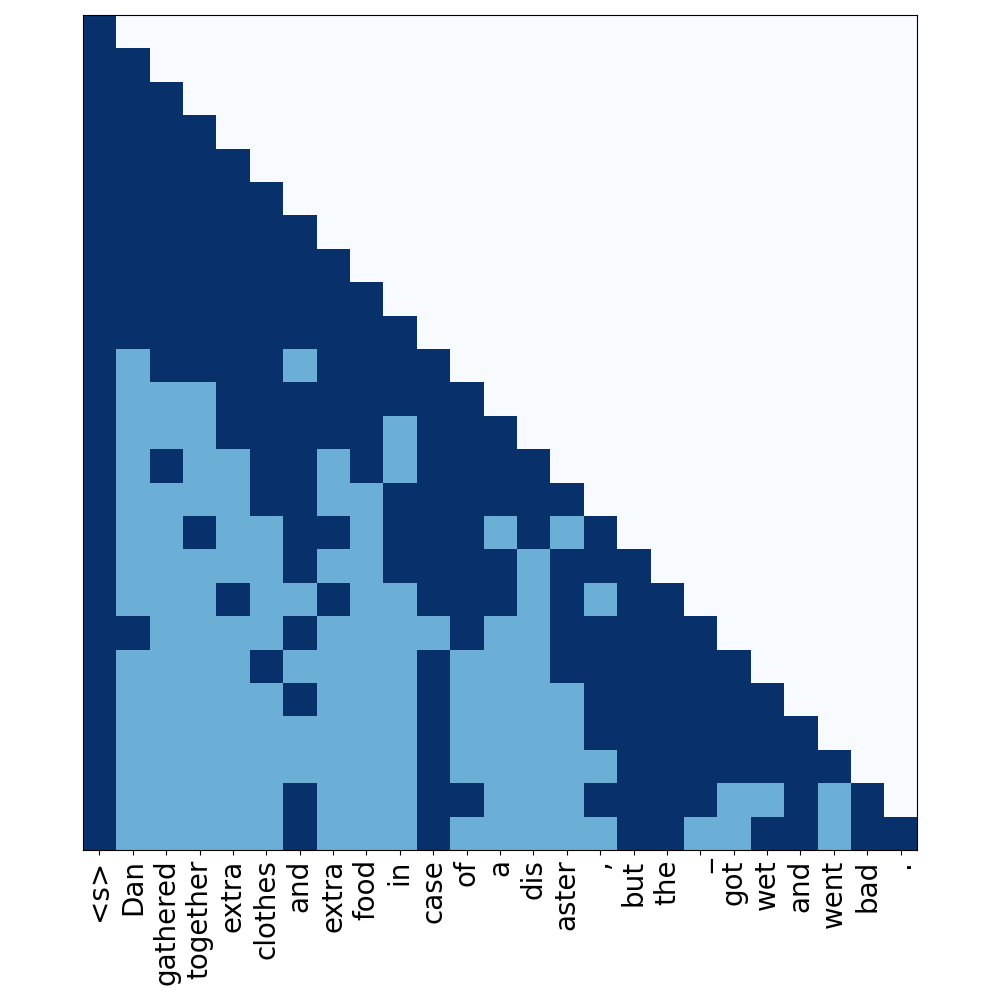 <s>
Dan
gathered
together
extra
clothes
and
extra
food
in
case
of
a
dis
aster
,
but
the
_
got
wet
and
went
bad
.